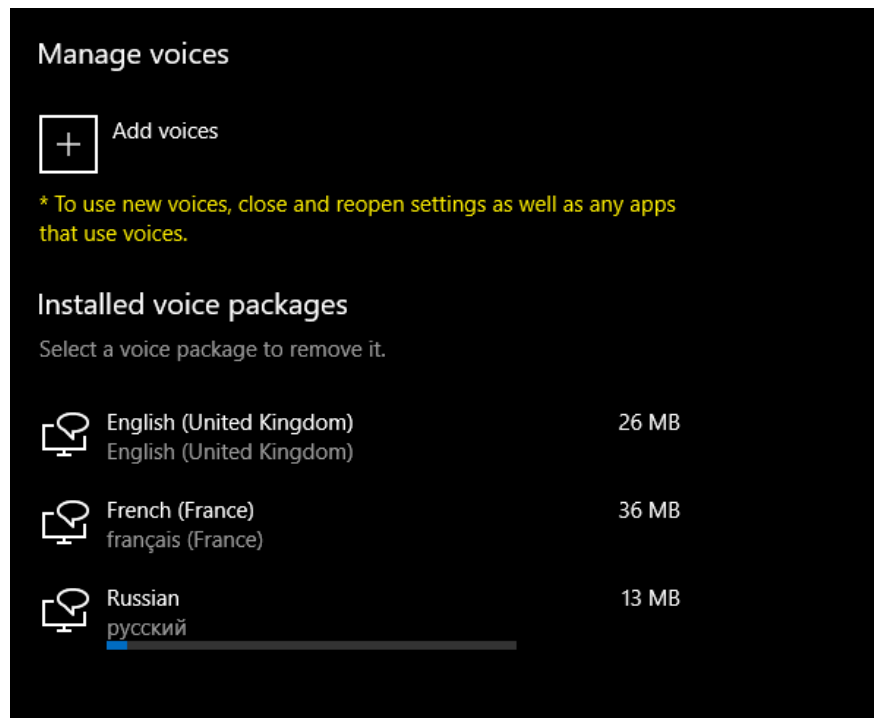 Manage voices
Add voices
* To use new voices, close and reopen settings as well as any apps
that use voices.
Installed voice packages
Select a voice package to remove it.
English (United Kingdom) 26 MB
English (United Kingdom)
French (France) 36 MB
français (France)
Russian 13 MB
русский